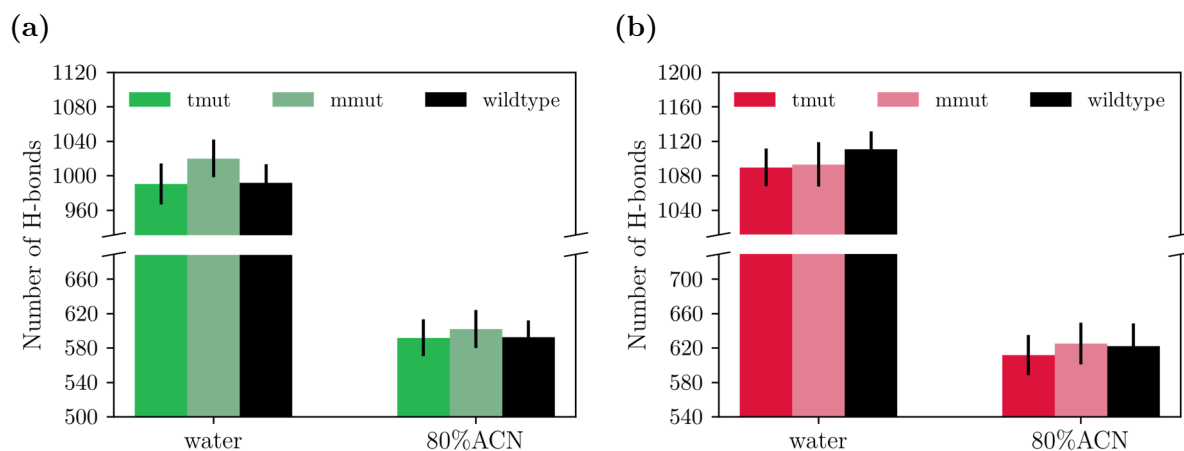 (a)
Number of H-bonds
1120
1080
1040
1000
960
660
620
580
540
500
tmut mmut wildtype
water 80%ACN
(b)
Number of H-bonds
1200
1160
1120
1080
1040
700
660
620
580
540
tmut mmut wildtype
water 80%ACN